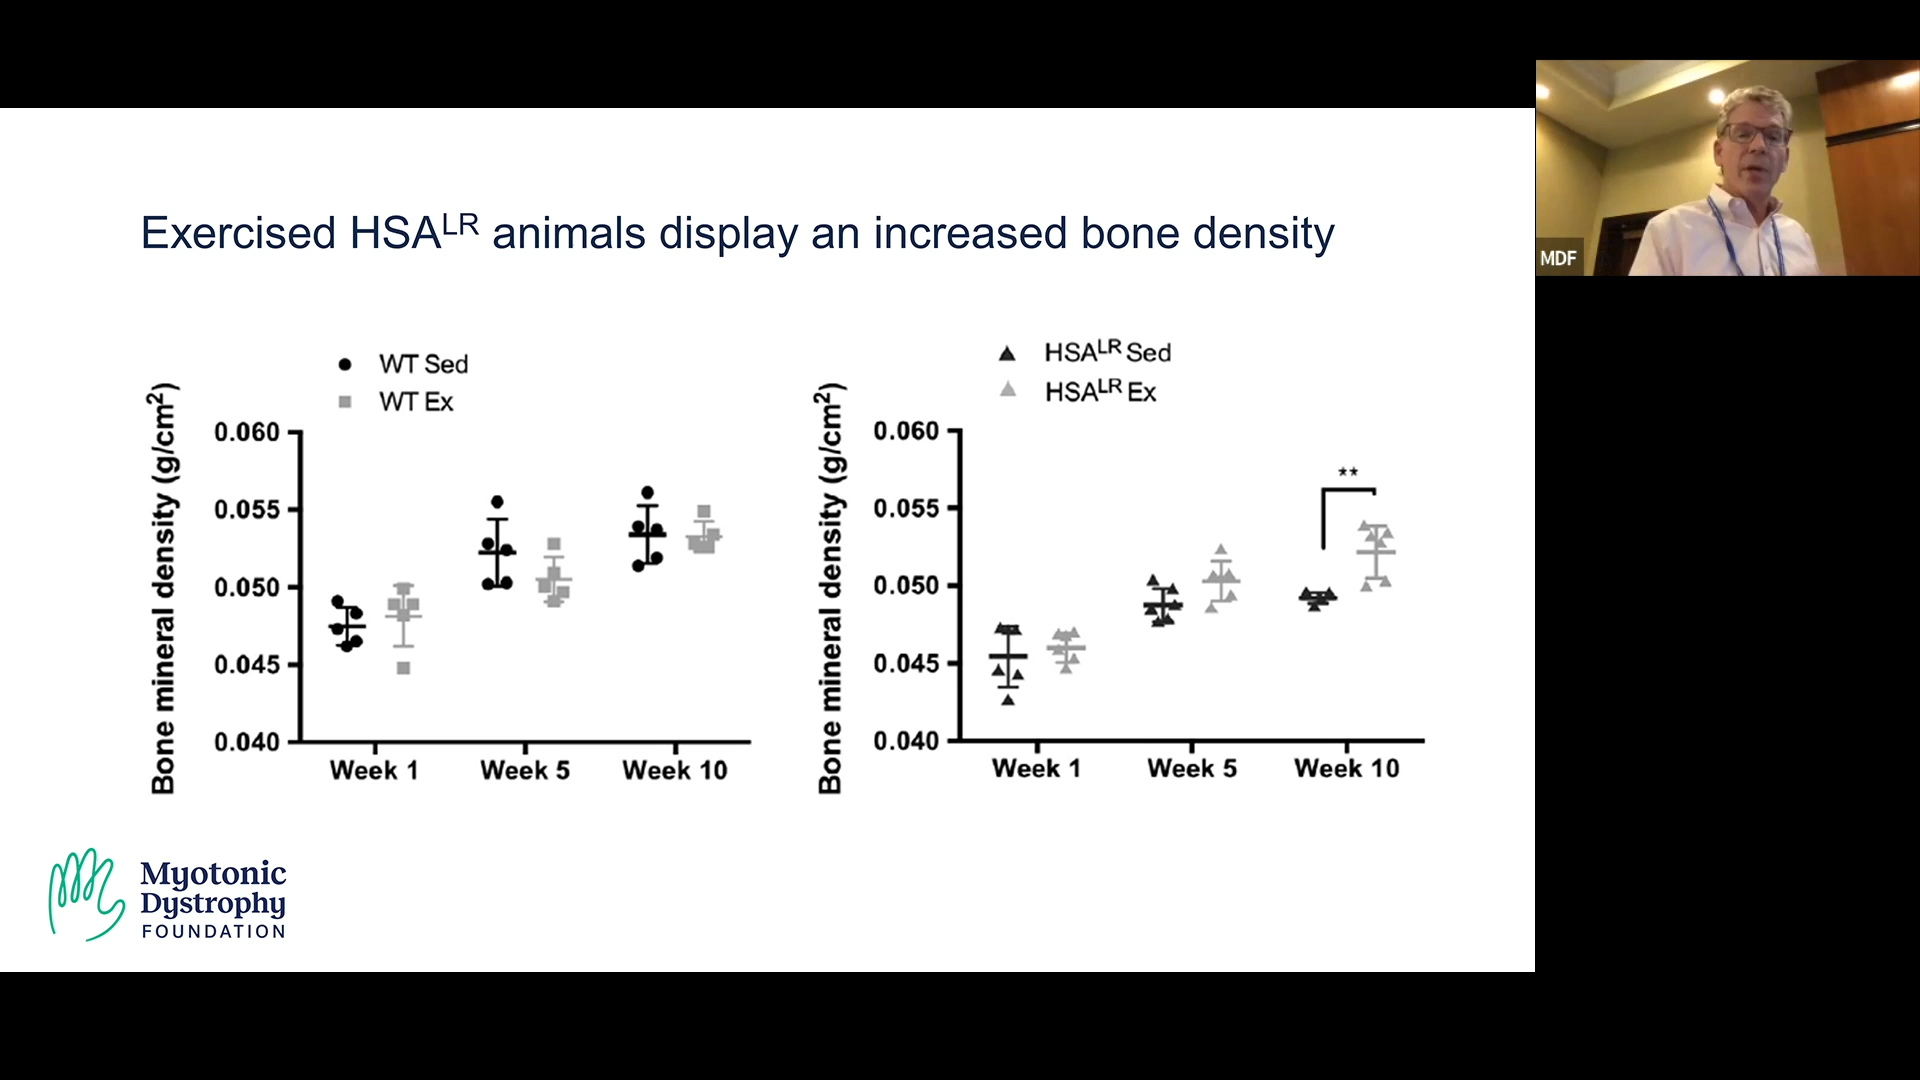 Exercised HSALR animals display an increased bone density
WT Sed
WT Ex
Bone mineral density (g/cm2)
0.060
0.055
0.050
0.045
0.040
Week 1 Week 5 Week 10
HSALR Sed
HSALR Ex
Bone mineral density (g/cm2)
0.060
0.055
0.050
0.045
0.040
**
Week 1 Week 5 Week 10
Myotonic
Dystrophy
FOUNDATION
MDF